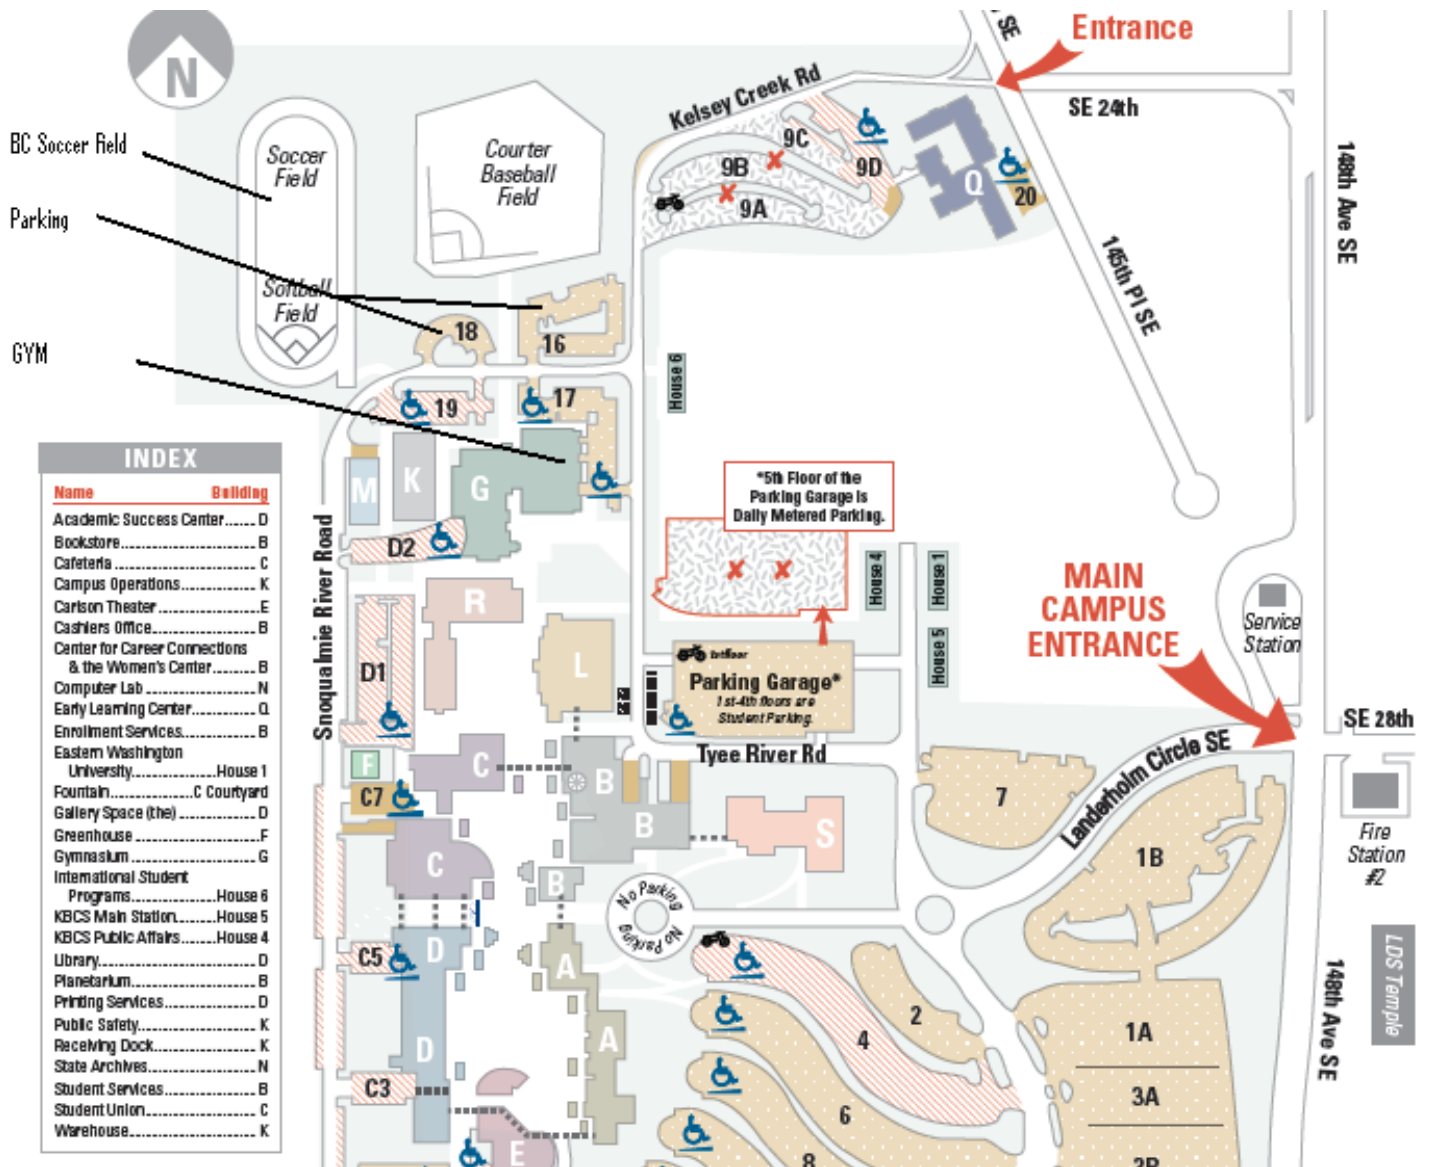 N
SE
Entrance
Kelsey Creek Rd
SE 24th
BC Soccer Field
Soccer
Field
Courter
Baseball
Field
9C
9B
9D
9A
Q
20
148th Ave SE
Parking
145th Pl SE
Softball
Field
18
16
GYM
House 6
19
17
INDEX
Name Building
Academic Success Center....... D
Bookstore................................ B
Cafeteria ................................ C
Campus Operations................ K
Carlson Theater......................E
Cashiers Office....................... B
Center for Career Connections
& the Women's Center........ B
Computer Lab ........................ N
Early Learning Center............. Q
Enrollment Services............... B
Eastern Washington
University................House 1
Fountain...............C Courtyard
Gallery Space (the) ............... D
Greenhouse ...........................F
Gymnasium ........................... G
International Student
Programs................House 6
KBCS Main Station........House 5
KBCS Public Affairs........House 4
Library................................... D
Planetarium .......................... B
Printing Services................... D
Public Safety.......................... K
Receiving Dock...................... K
State Archives....................... N
Student Services................... B
Student Union........................ C
Warehouse............................ K
M
K
G
D2
*5th Floor of the
Parking Garage is
Daily Metered Parking.
Snoqualmie River Road
R
House 4
House 1
MAIN
CAMPUS
ENTRANCE
Service
Station
D1
L
House 5
1st floor
Parking Garage*
1st-4th floors are
Student Parking.
SE 28th
Tyee River Rd
Landerholm Circle SE
F
C
B
C7
B
S
7
1B
Fire
Station
#2
C
B
No Parking
No Parking
LDS Temple
C5
D
A
2
148th Ave SE
D
A
4
1A
C3
6
3A
E
8
3B